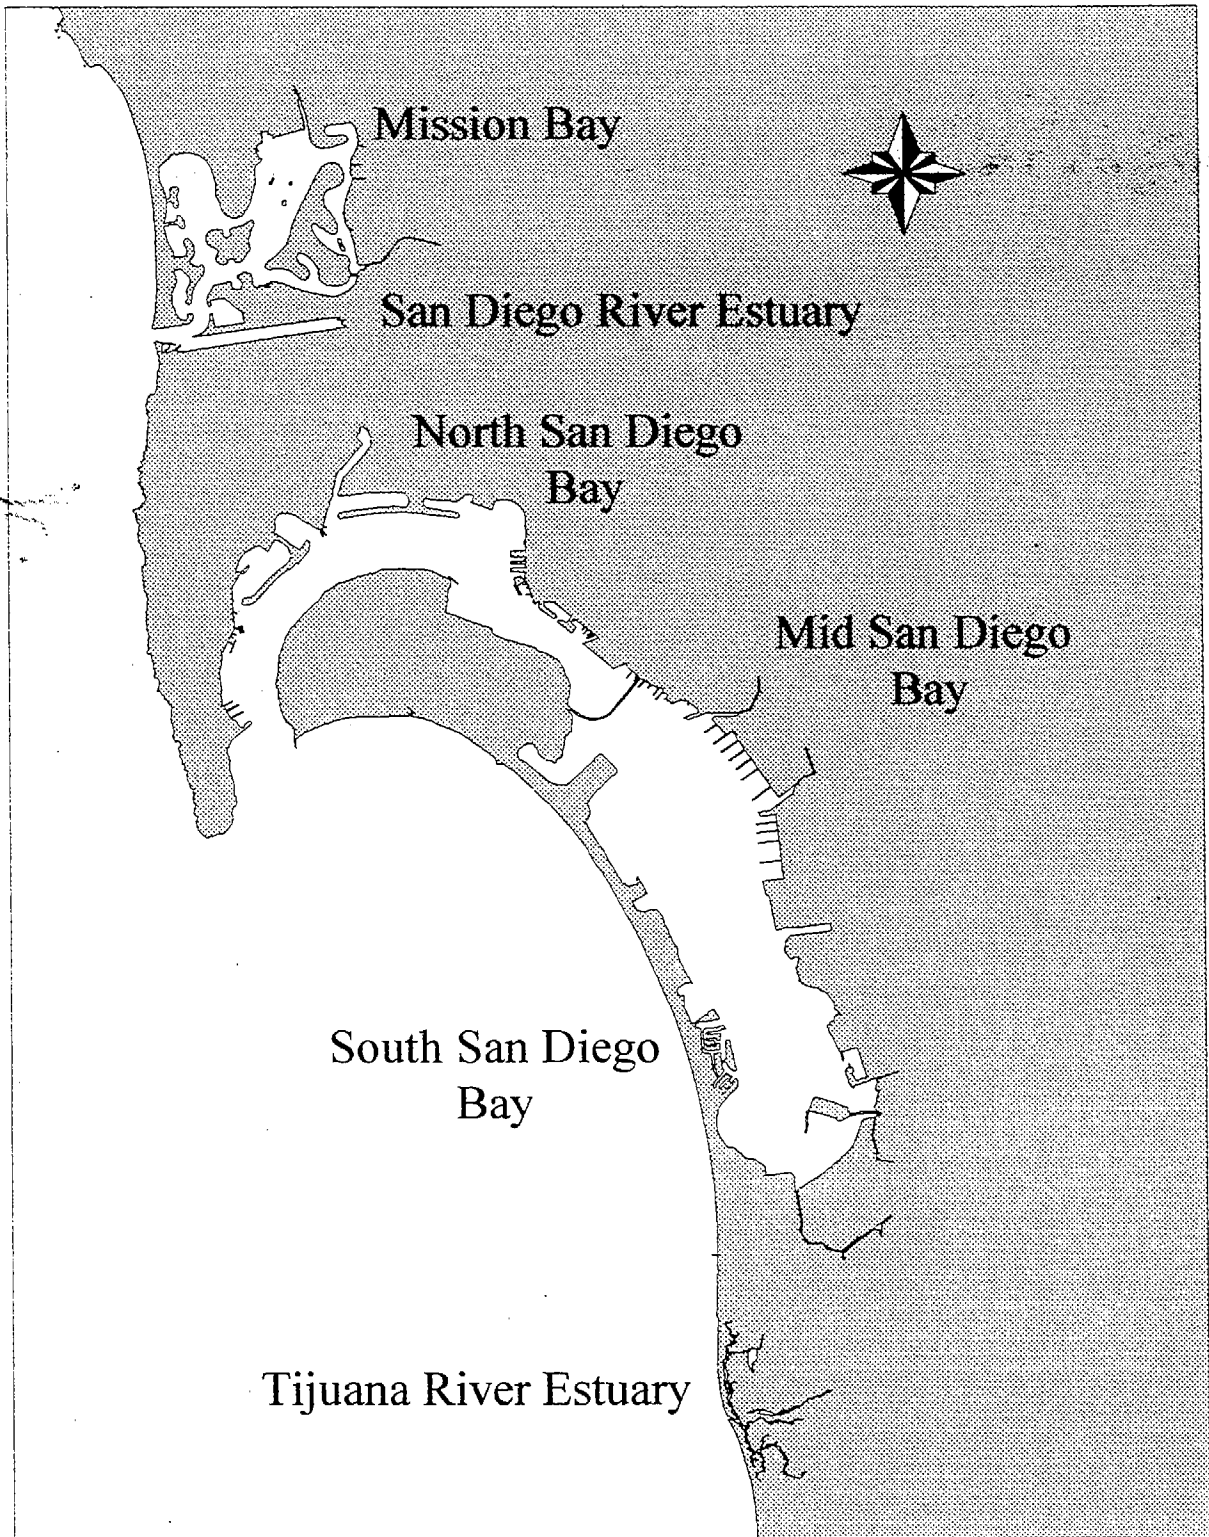 Mission Bay
San Diego River Estuary
North San Diego
Bay
Mid San Diego
Bay
South San Diego
Bay
Tijuana River Estuary